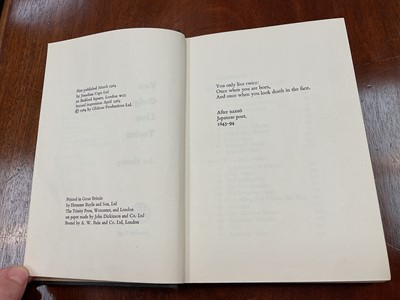 First published March 1964
by Jonathan Cape Ltd
30 Bedford Square, London WC1
Second impression April 1964
© 1964 by Glidrose Productions Ltd.
Printed in Great Britain
by Ebenezer Baylis and Son, Ltd
The Trinity Press, Worcester, and London
on paper made by John Dickinson and Co. Ltd
Bound by A. W. Bain and Co. Ltd, London
You only live twice:
Once when you are born,
And once when you look death in the face.
After BASHŌ
Japanese poet,
1643-94